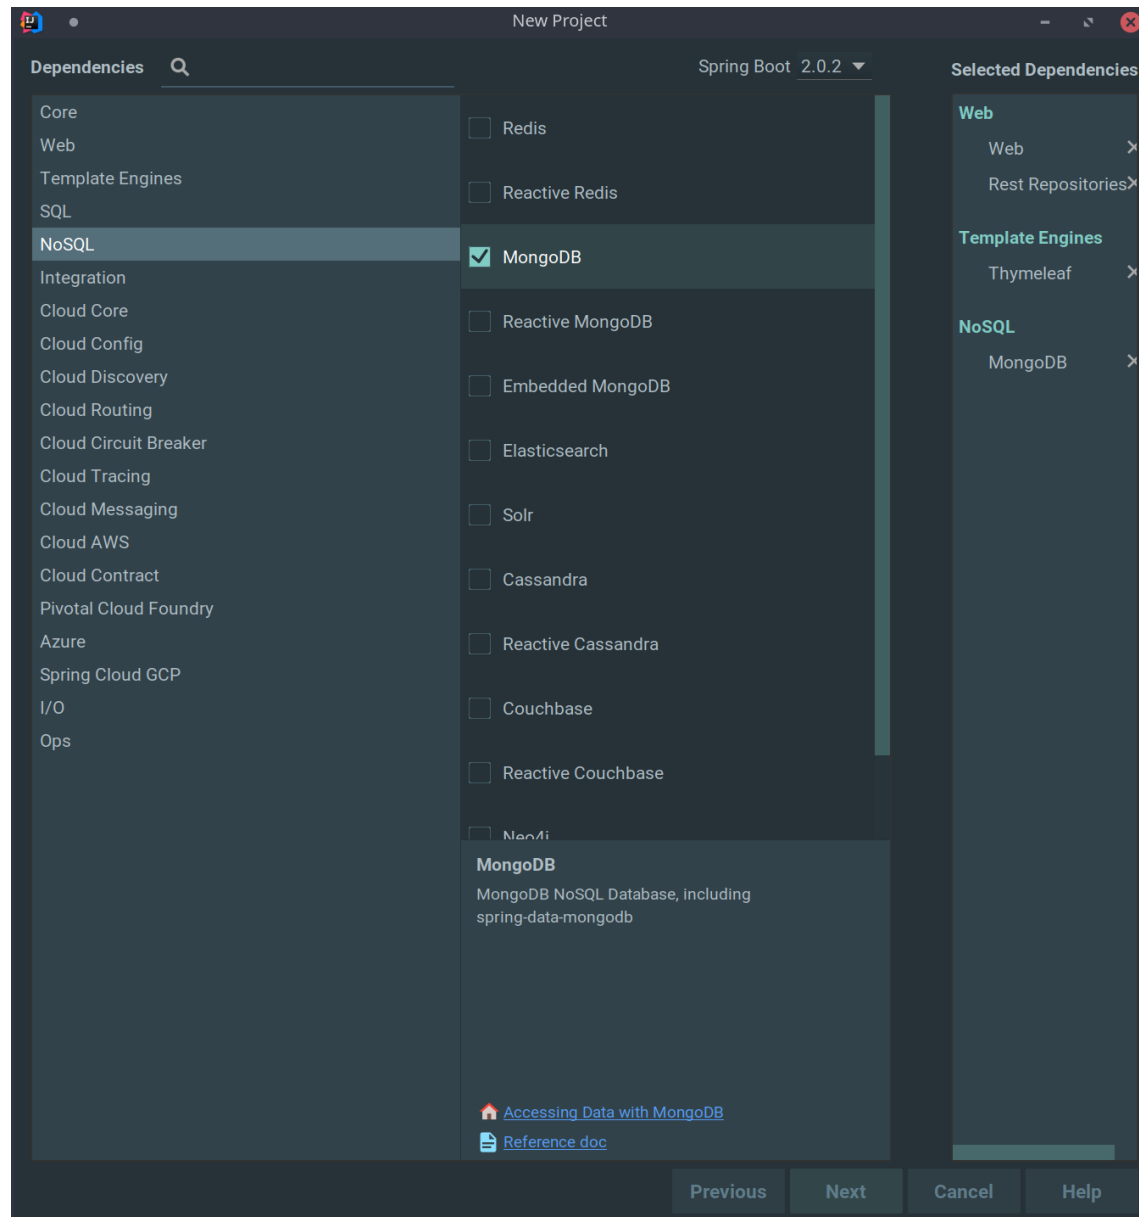 New Project
Dependencies
Spring Boot 2.0.2
Selected Dependencies
Core
Web
Template Engines
SQL
NoSQL
Integration
Cloud Core
Cloud Config
Cloud Discovery
Cloud Routing
Cloud Circuit Breaker
Cloud Tracing
Cloud Messaging
Cloud AWS
Cloud Contract
Pivotal Cloud Foundry
Azure
Spring Cloud GCP
I/O
Ops
Redis
Reactive Redis
MongoDB
Reactive MongoDB
Embedded MongoDB
Elasticsearch
Solr
Cassandra
Reactive Cassandra
Couchbase
Reactive Couchbase
Neo4j
MongoDB
MongoDB NoSQL Database, including
spring-data-mongodb
Accessing Data with MongoDB
Reference doc
Web
Web
Rest Repositories
Template Engines
Thymeleaf
NoSQL
MongoDB
Previous
Next
Cancel
Help